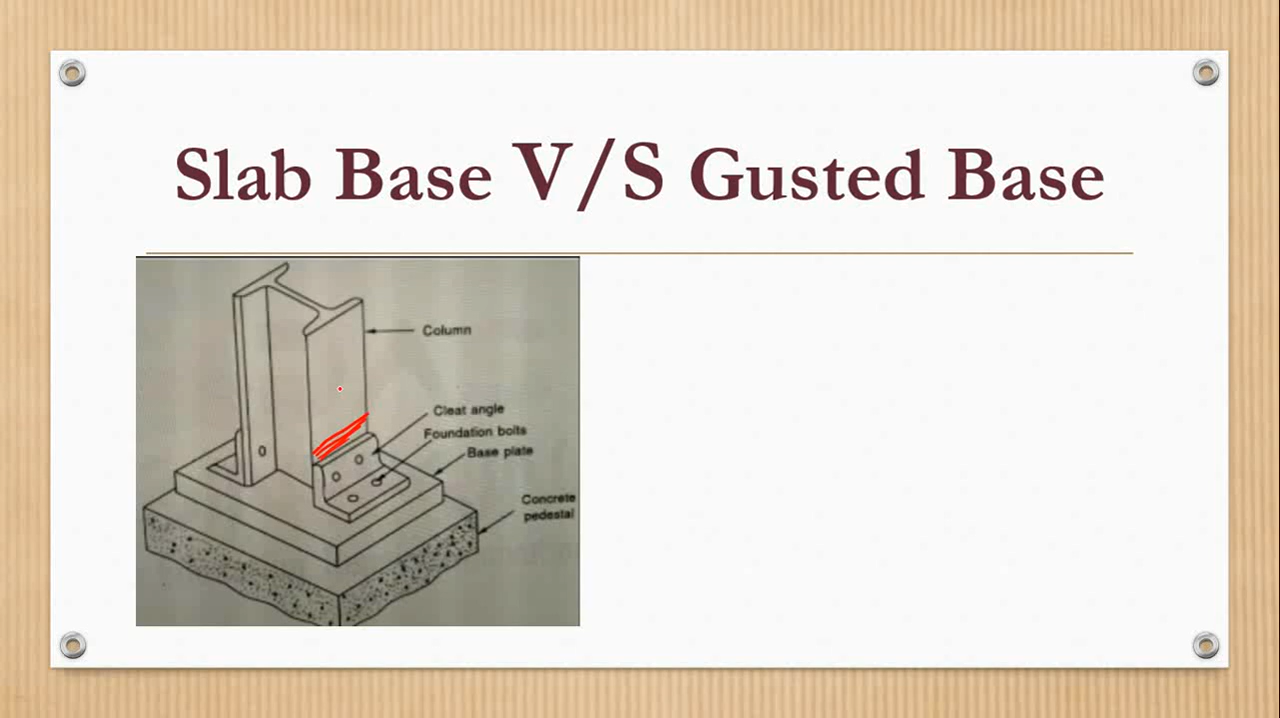 Slab Base V/S Gusted Base
Column
Cleat angle
Foundation bolts
Base plate
Concrete
pedestal